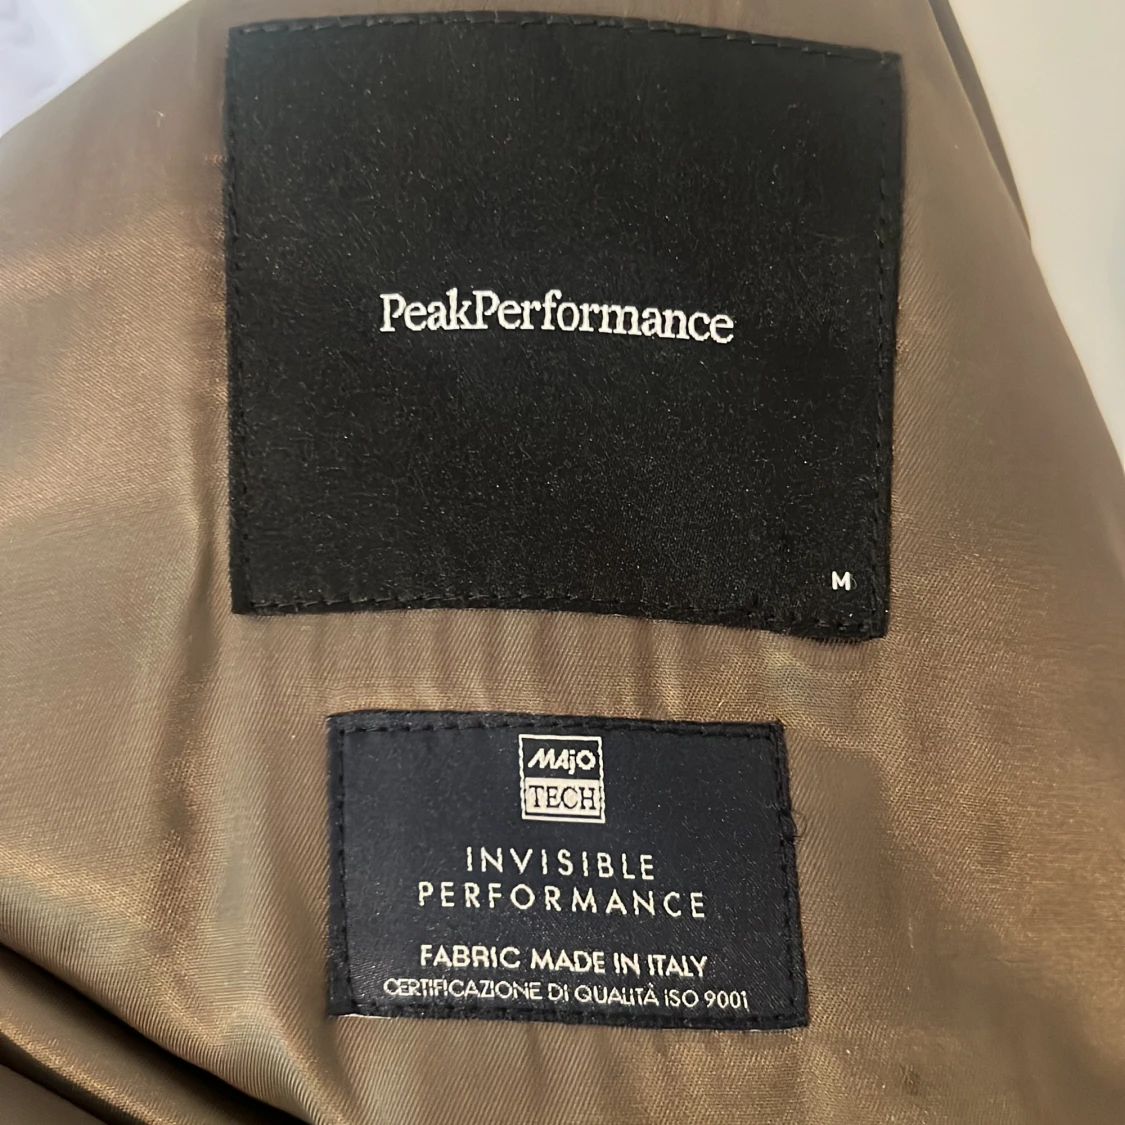 PeakPerformance
M
MAjO
TECH
INVISIBLE
PERFORMANCE
FABRIC MADE IN ITALY
CERTIFICAZIONE DI QUALITÀ ISO 9001